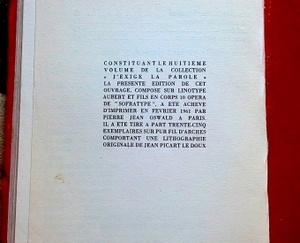 CONSTITUANT LE HUITIEME
VOLUME DE LA COLLECTION
« J'EXIGE LA PAROLE »
LA PRESENTE EDITION DE CET
OUVRAGE, COMPOSE SUR LINOTYPE
AUBERT ET FILS EN CORPS 10 OPERA
DE "SOFRATYPE", A ETE ACHEVE
D'IMPRIMER EN FEVRIER 1961 PAR
PIERRE JEAN OSWALD A PARIS.
IL A ETE TIRE A PART TRENTE-CINQ
EXEMPLAIRES SUR PUR FIL D'ARCHES
COMPORTANT UNE LITHOGRAPHIE
ORIGINALE DE JEAN PICART LE DOUX